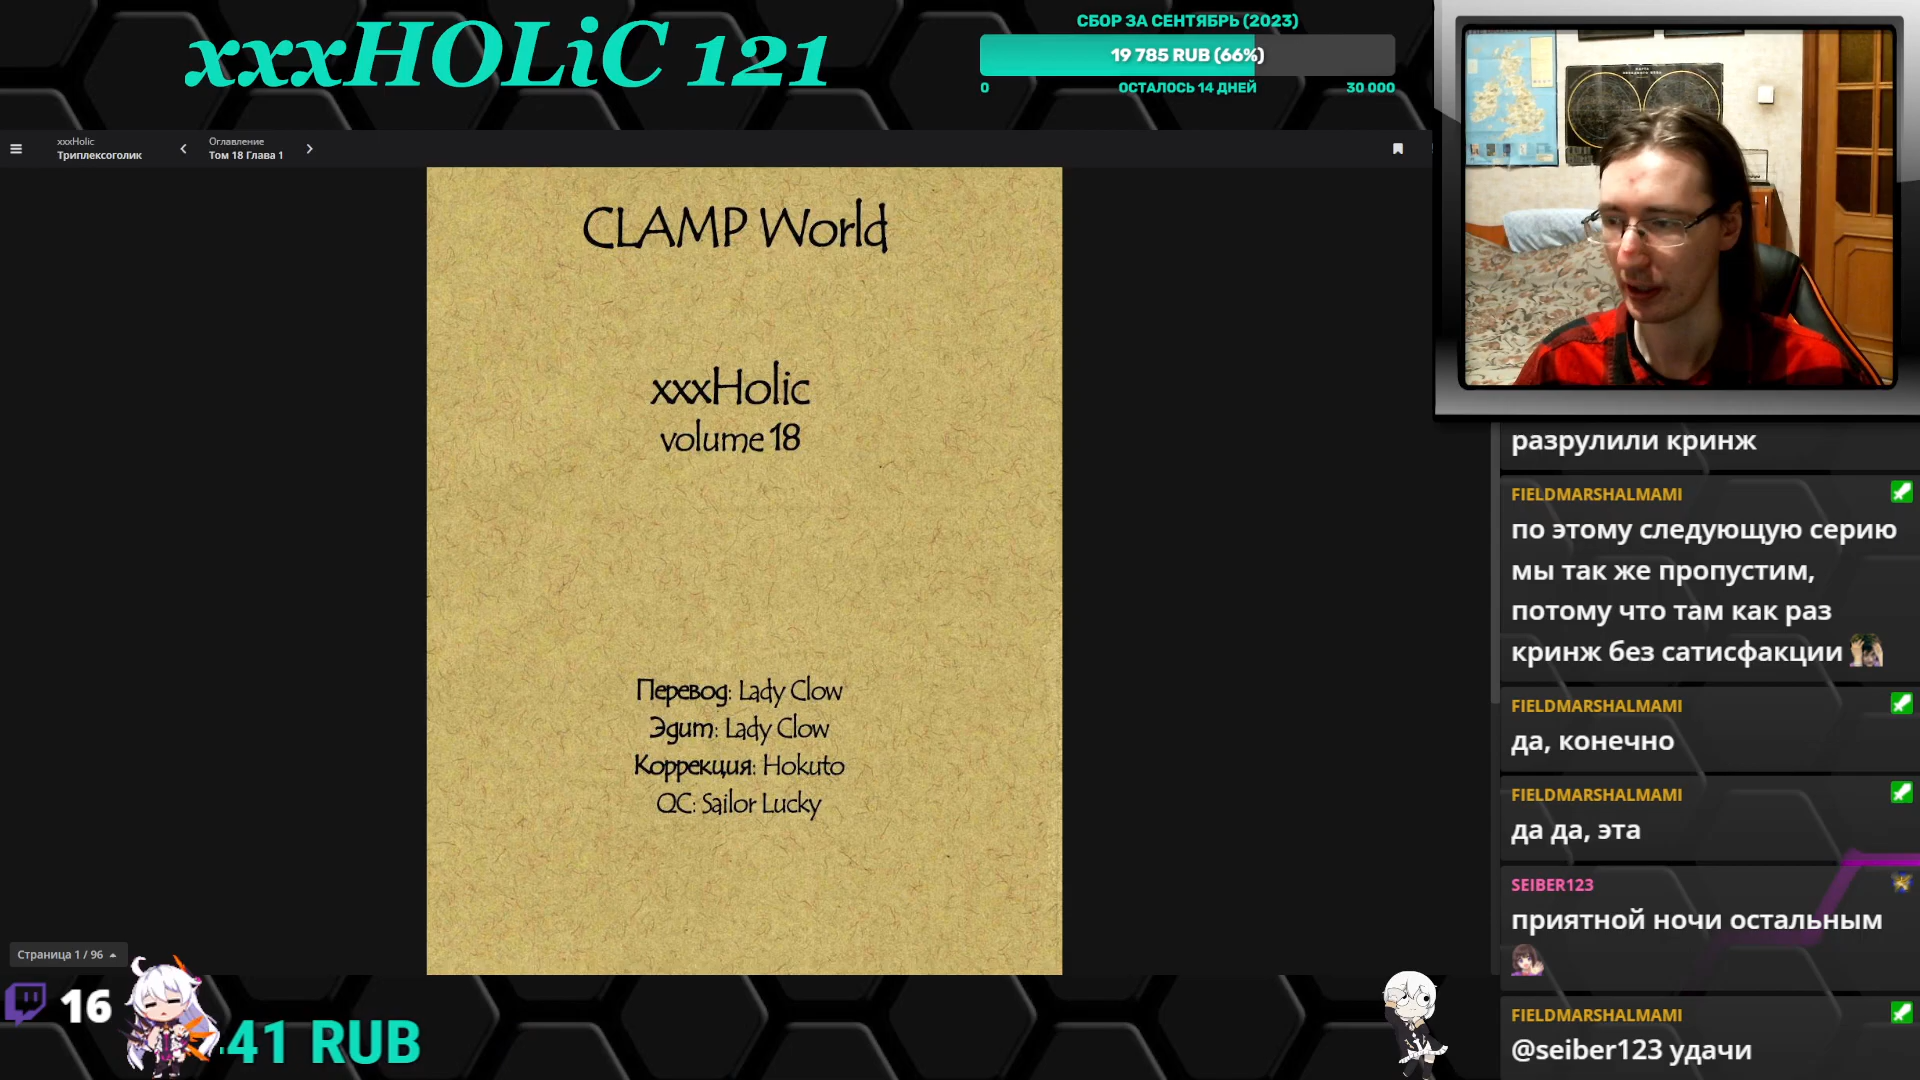 xxxHOLiC 121
СБОР ЗА СЕНТЯБРЬ (2023)
19 785 RUB (66%)
0
ОСТАЛОСЬ 14 ДНЕЙ
30 000
xxxHolic
Триплексоголик
Оглавление
Том 18 Глава 1
CLAMP World
xxxHolic
volume 18
Перевод: Lady Clow
Эдит: Lady Clow
Коррекция: Hokuto
QC: Sailor Lucky
Страница 1 / 96
16
41 RUB
разрулили кринж
FIELDMARSHALMAMI
по этому следующую серию
мы так же пропустим,
потому что там как раз
кринж без сатисфакции
FIELDMARSHALMAMI
да, конечно
FIELDMARSHALMAMI
да да, эта
SEIBER123
приятной ночи остальным
FIELDMARSHALMAMI
@seiber123 удачи